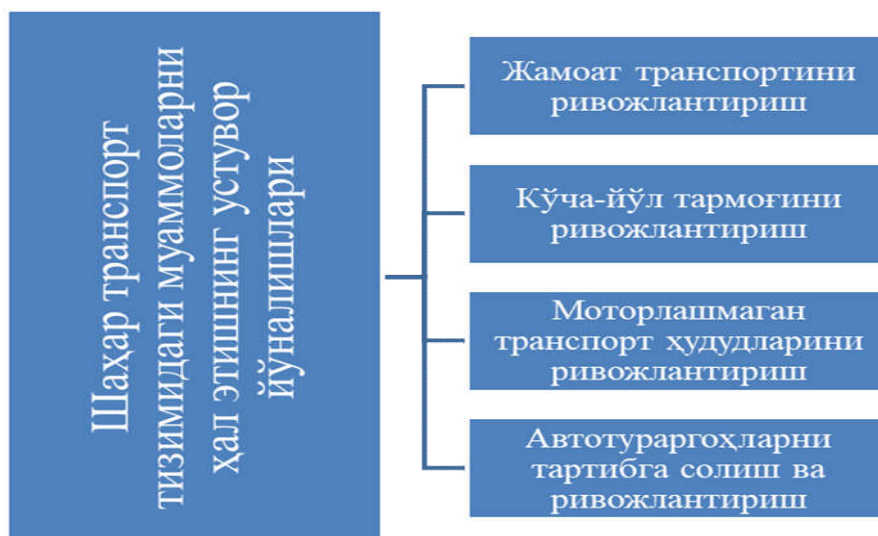 Шаҳар транспорт
тизимидаги муаммоларни
ҳал этишнинг устувор
йўналишлари
Жамоат транспортини
ривожлантириш
Кўча-йўл тармоғини
ривожлантириш
Моторлашмаган
транспорт ҳудудларини
ривожлантириш
Автотураргоҳларни
тартибга солиш ва
ривожлантириш